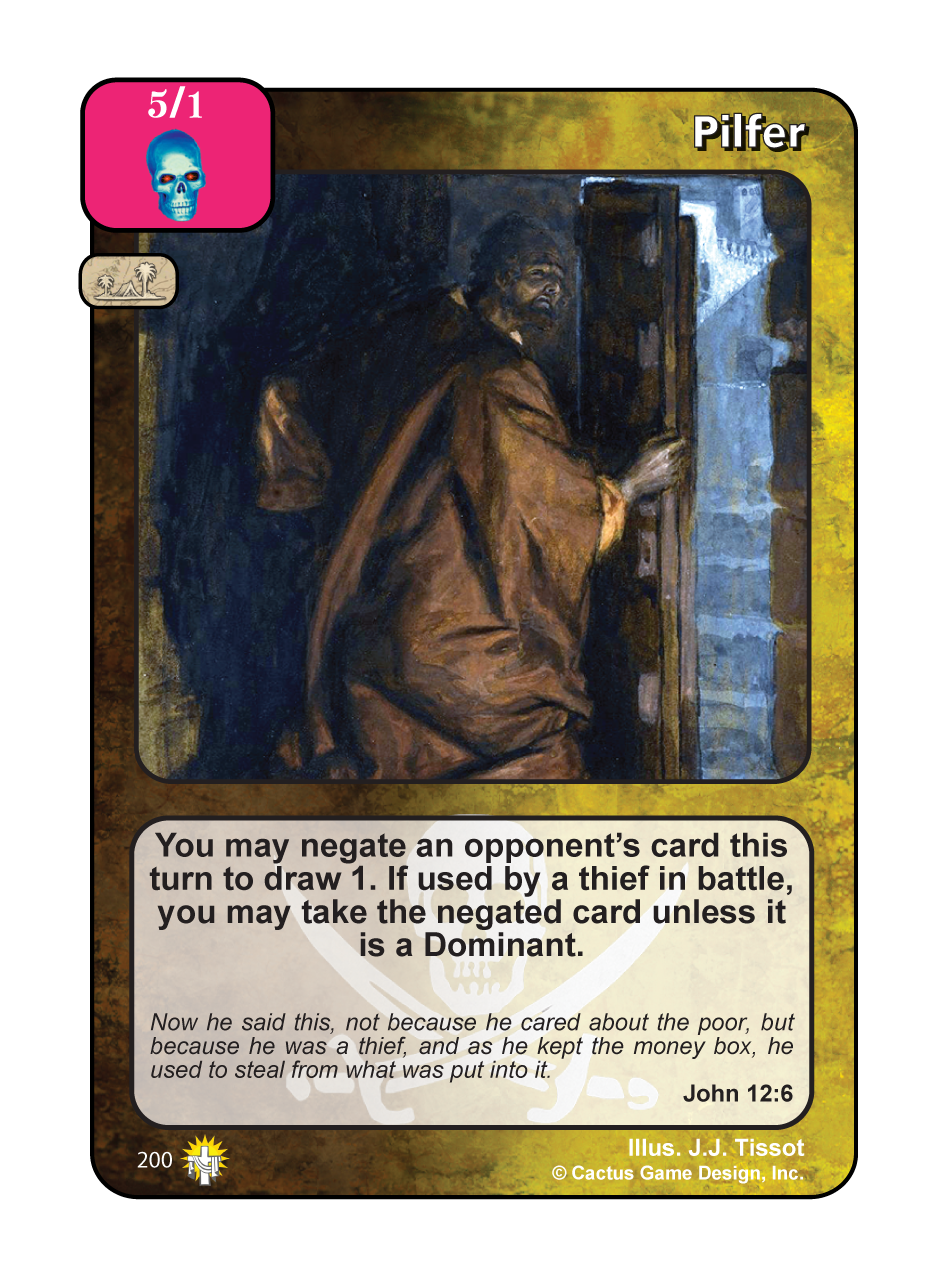 5/1
Pilfer
You may negate an opponent’s card this
turn to draw 1. If used by a thief in battle,
you may take the negated card unless it
is a Dominant.
Now he said this, not because he cared about the poor, but
because he was a thief, and as he kept the money box, he
used to steal from what was put into it.
John 12:6
200
Illus. J.J. Tissot
© Cactus Game Design, Inc.